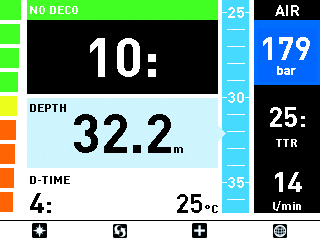 NO DECO
10:
DEPTH
32.2m
D-TIME
4:
25°C
25
30
35
AIR
179
bar
25:
TTR
14
l/min